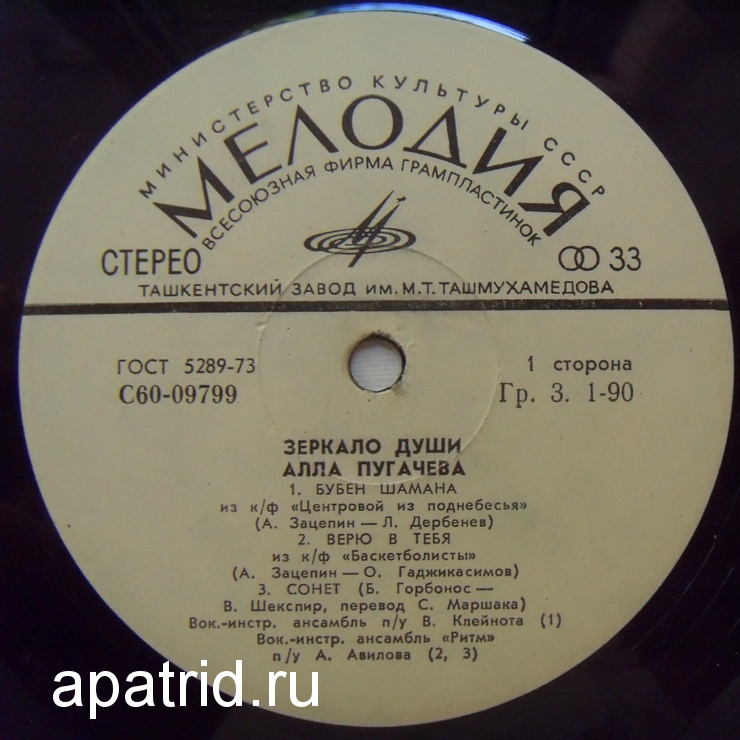 МИНИСТЕРСТВО КУЛЬТУРЫ СССР
МЕЛОДИЯ
ВСЕСОЮЗНАЯ ФИРМА ГРАМПЛАСТИНОК
СТЕРЕО 33
ТАШКЕНТСКИЙ ЗАВОД ИМ. М.Т. ТАШМУХАМЕДОВА
ГОСТ 5289-73 1 сторона
С60-09799 Гр. 3. 1-90
ЗЕРКАЛО ДУШИ
АЛЛА ПУГАЧЕВА
1. БУБЕН ШАМАНА
из к/ф «Центровой из поднебесья»
(А. Зацепин — Л. Дербенев)
2. ВЕРЮ В ТЕБЯ
из к/ф «Баскетболисты»
(А. Зацепин — О. Гаджикасимов)
3. СОНЕТ (Б. Горбонос —
В. Шекспир, перевод С. Маршака)
Вок.-инстр. ансамбль п/у В. Клейнота (1)
Вок.-инстр. ансамбль «Ритм»
п/у А. Авилова (2, 3)
apatrid.ru